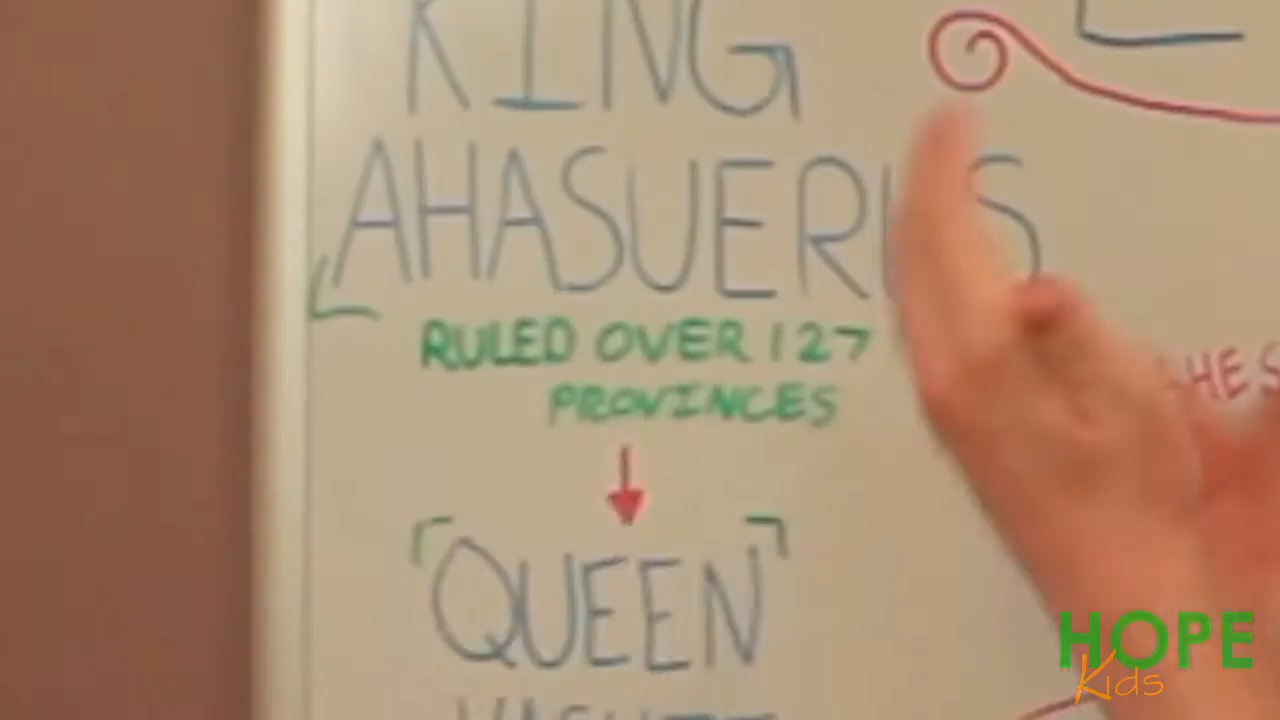 KING
AHASUERUS
RULED OVER 127
PROVINCES
QUEEN
HOPE
Kids